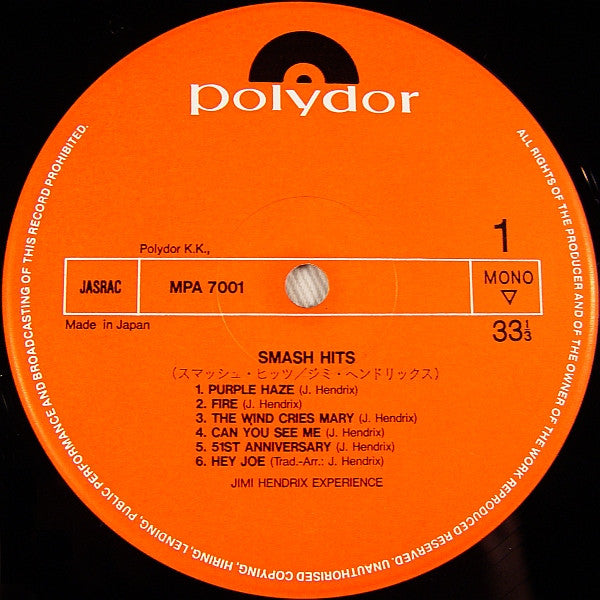 polydor
Polydor K.K.,
1
JASRAC
MPA 7001
MONO
Made in Japan
33 1/3
SMASH HITS
(スマッシュ・ヒッツ/ジミ・ヘンドリックス)
1. PURPLE HAZE (J. Hendrix)
2. FIRE (J. Hendrix)
3. THE WIND CRIES MARY (J. Hendrix)
4. CAN YOU SEE ME (J. Hendrix)
5. 51ST ANNIVERSARY (J. Hendrix)
6. HEY JOE (Trad.-Arr.: J. Hendrix)
JIMI HENDRIX EXPERIENCE
ALL RIGHTS OF THE PRODUCER AND OF THE OWNER OF THE WORK REPRODUCED RESERVED. UNAUTHORISED COPYING, HIRING, LENDING, PUBLIC PERFORMANCE AND BROADCASTING OF THIS RECORD PROHIBITED.